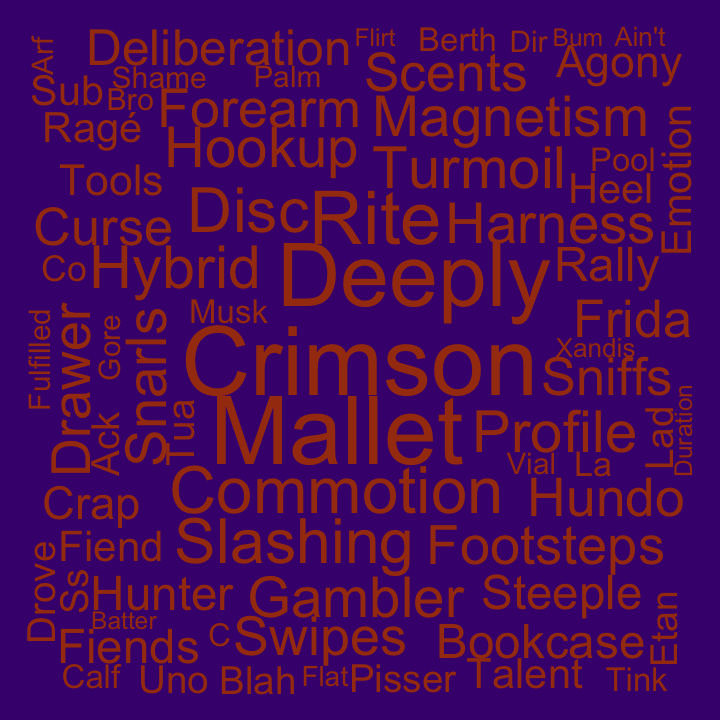 Arf
Deliberation
Flirt
Berth
Dir
Bum
Ain't
Agony
Scents
Sub
Shame
Palm
Bro
Forearm
Magnetism
Ragé
Hookup
Turmoil
Pool
Emotion
Tools
Heel
Disc
Rite
Harness
Curse
Co
Hybrid
Deeply
Rally
Musk
Frida
Fulfilled
Drawer
Gore
Snarls
Crimson
Xandis
Sniffs
Ack
Tua
Mallet
Profile
Lad
Duration
Vial
La
Crap
Commotion
Hundo
Fiend
Slashing
Footsteps
Drove
Ss
Hunter
Gambler
Steeple
Etan
Batter
Fiends
C
Swipes
Bookcase
Calf
Uno
Blah
Flat
Pisser
Talent
Tink